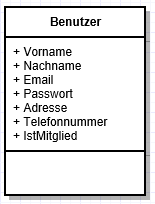 Benutzer
+ Vorname
+ Nachname
+ Email
+ Passwort
+ Adresse
+ Telefonnummer
+ IstMitglied